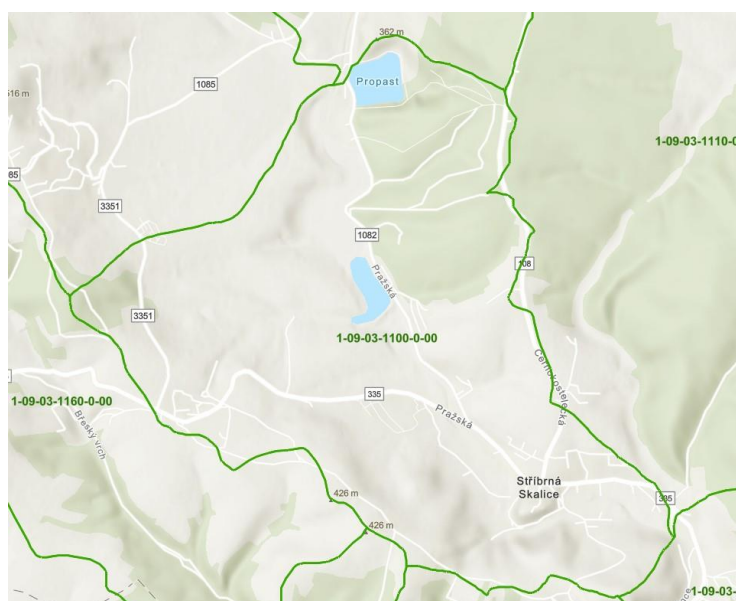 362 m
Propast
1085
516 m
1-09-03-1110-0
85
3351
1082
108
Pražská
3351
1-09-03-1100-0-00
Černokostelecká
335
1-09-03-1160-0-00
Pražská
Břeský vrch
Stříbrná
Skalice
426 m
335
426 m
1-09-03-